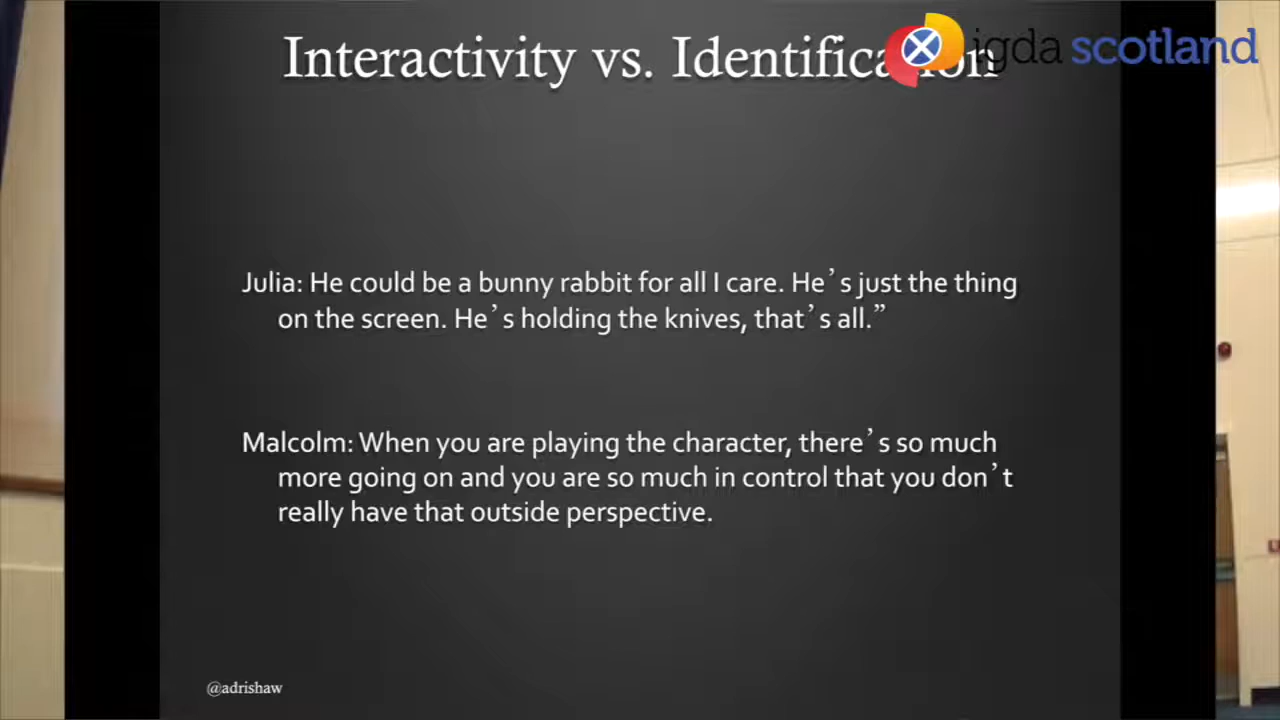 Interactivity vs. Identification
igda scotland
Julia: He could be a bunny rabbit for all I care. He’s just the thing
on the screen. He’s holding the knives, that’s all.”
Malcolm: When you are playing the character, there’s so much
more going on and you are so much in control that you don’t
really have that outside perspective.
@adrishaw